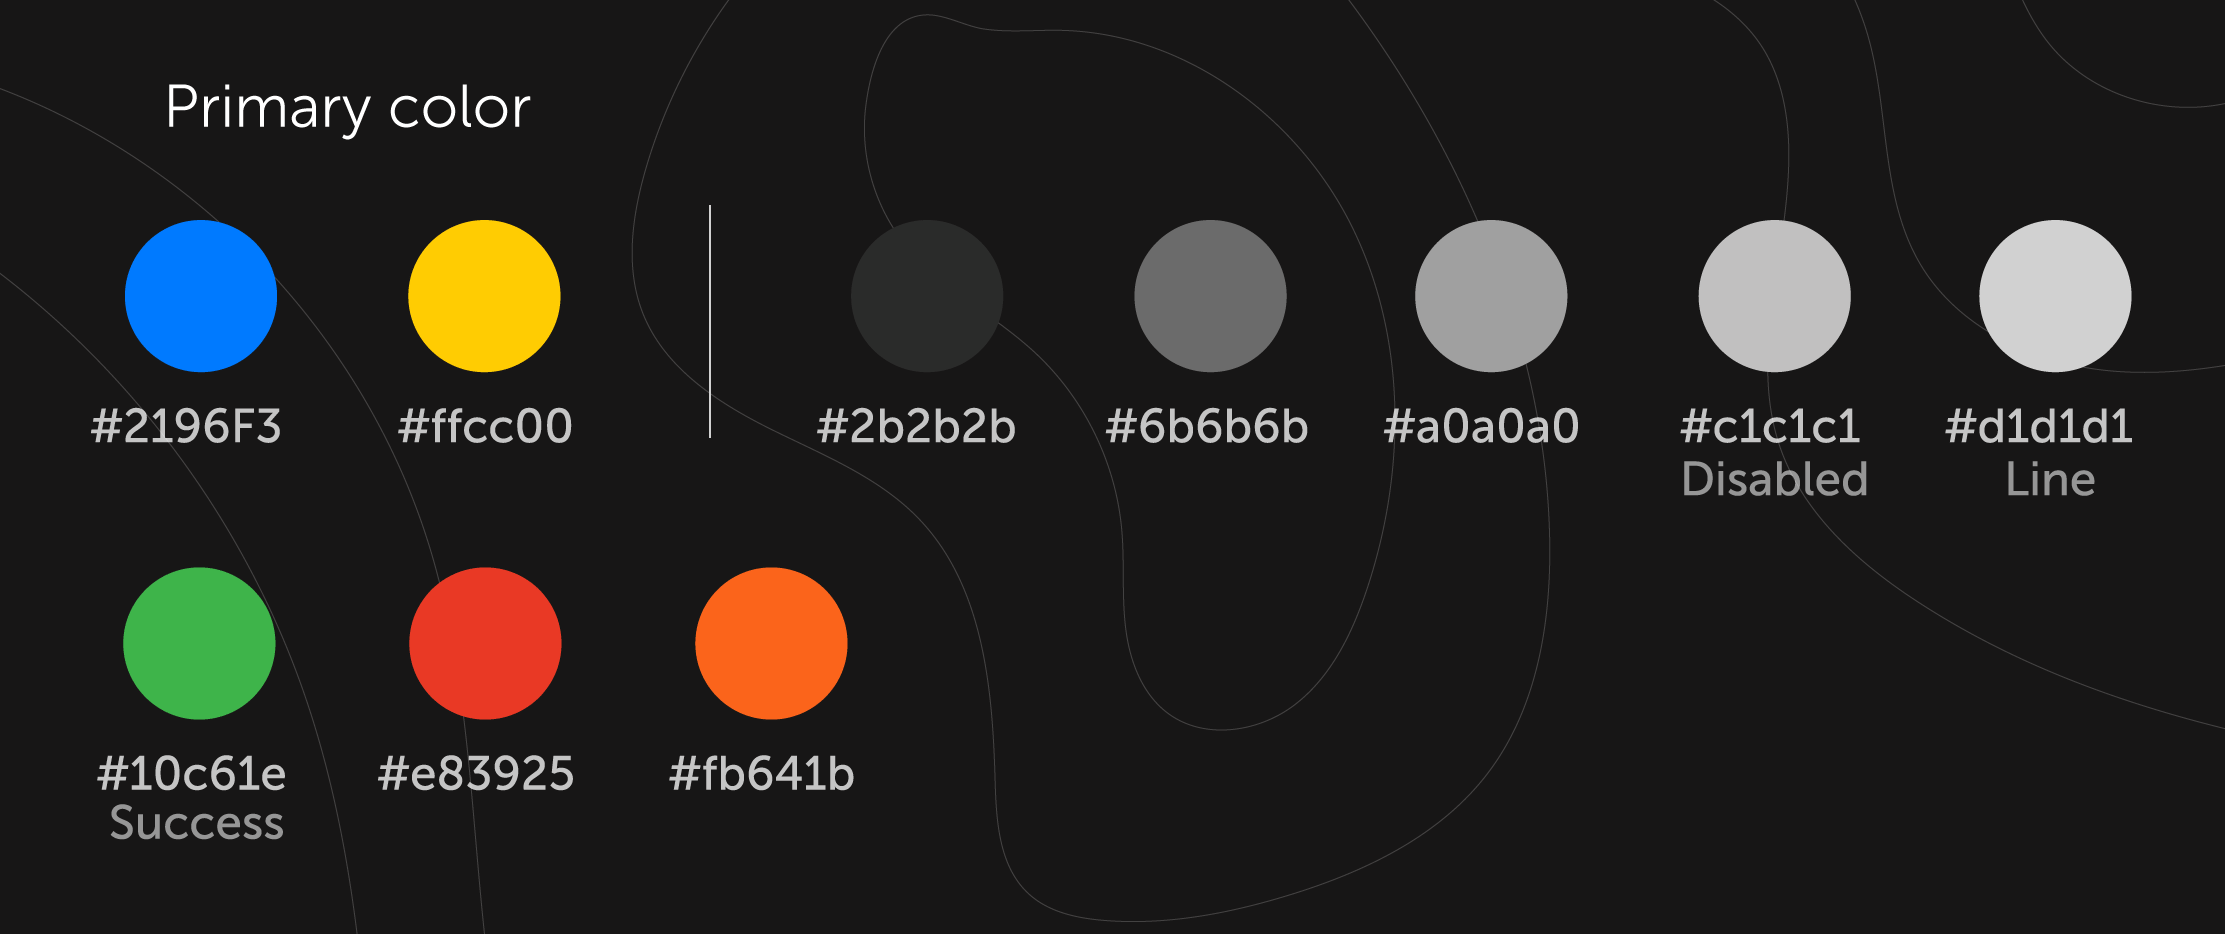 Primary color
#2196F3
#ffcc00
#2b2b2b
#6b6b6b
#a0a0a0
#c1c1c1
Disabled
#d1d1d1
Line
#10c61e
Success
#e83925
#fb641b